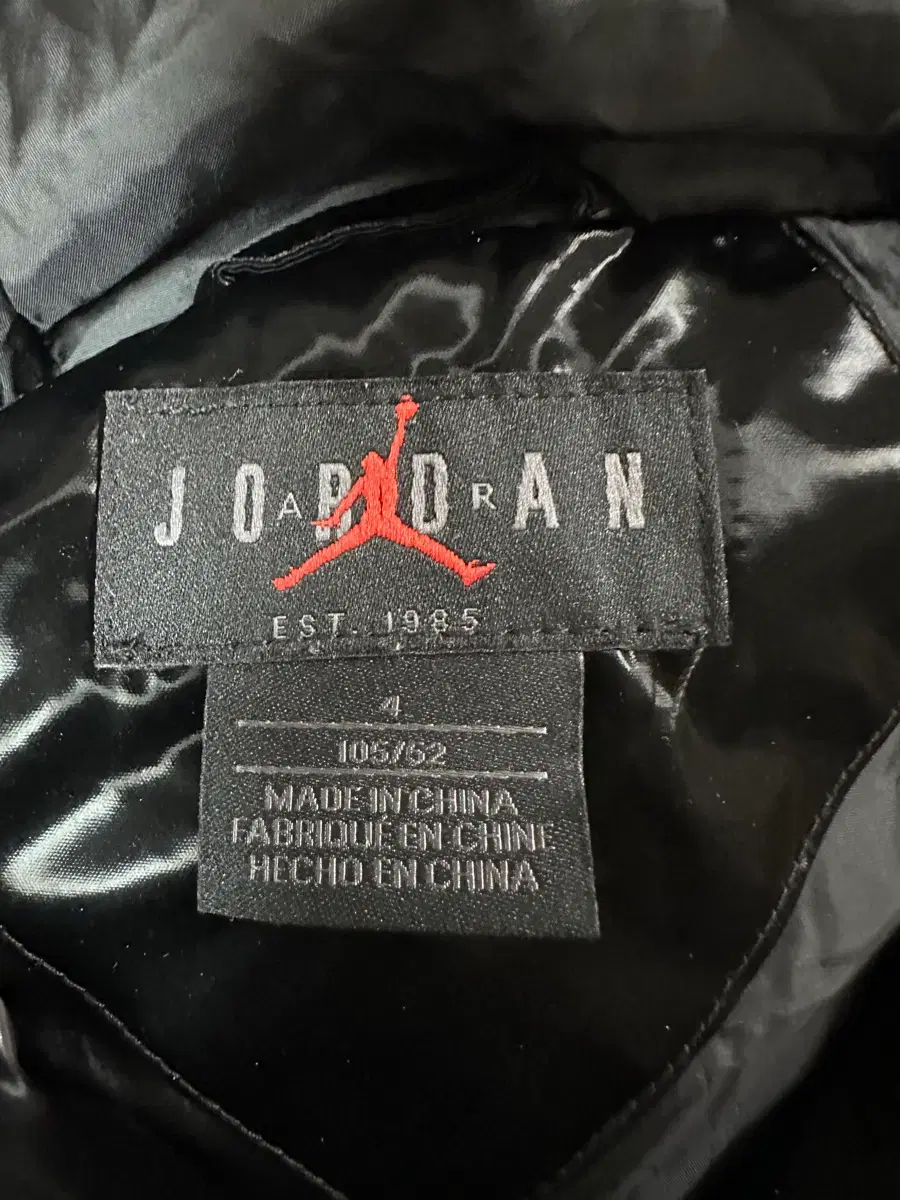 JORDAN
AIR
EST. 1985
4
105/52
MADE IN CHINA
FABRIQUÉ EN CHINE
HECHO EN CHINA